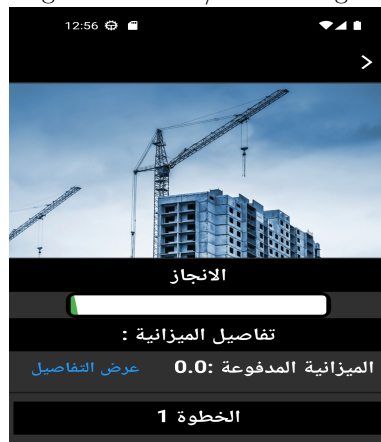 12:56
الانجاز
تفاصيل الميزانية :
الميزانية المدفوعة :0.0 عرض التفاصيل
الخطوة 1